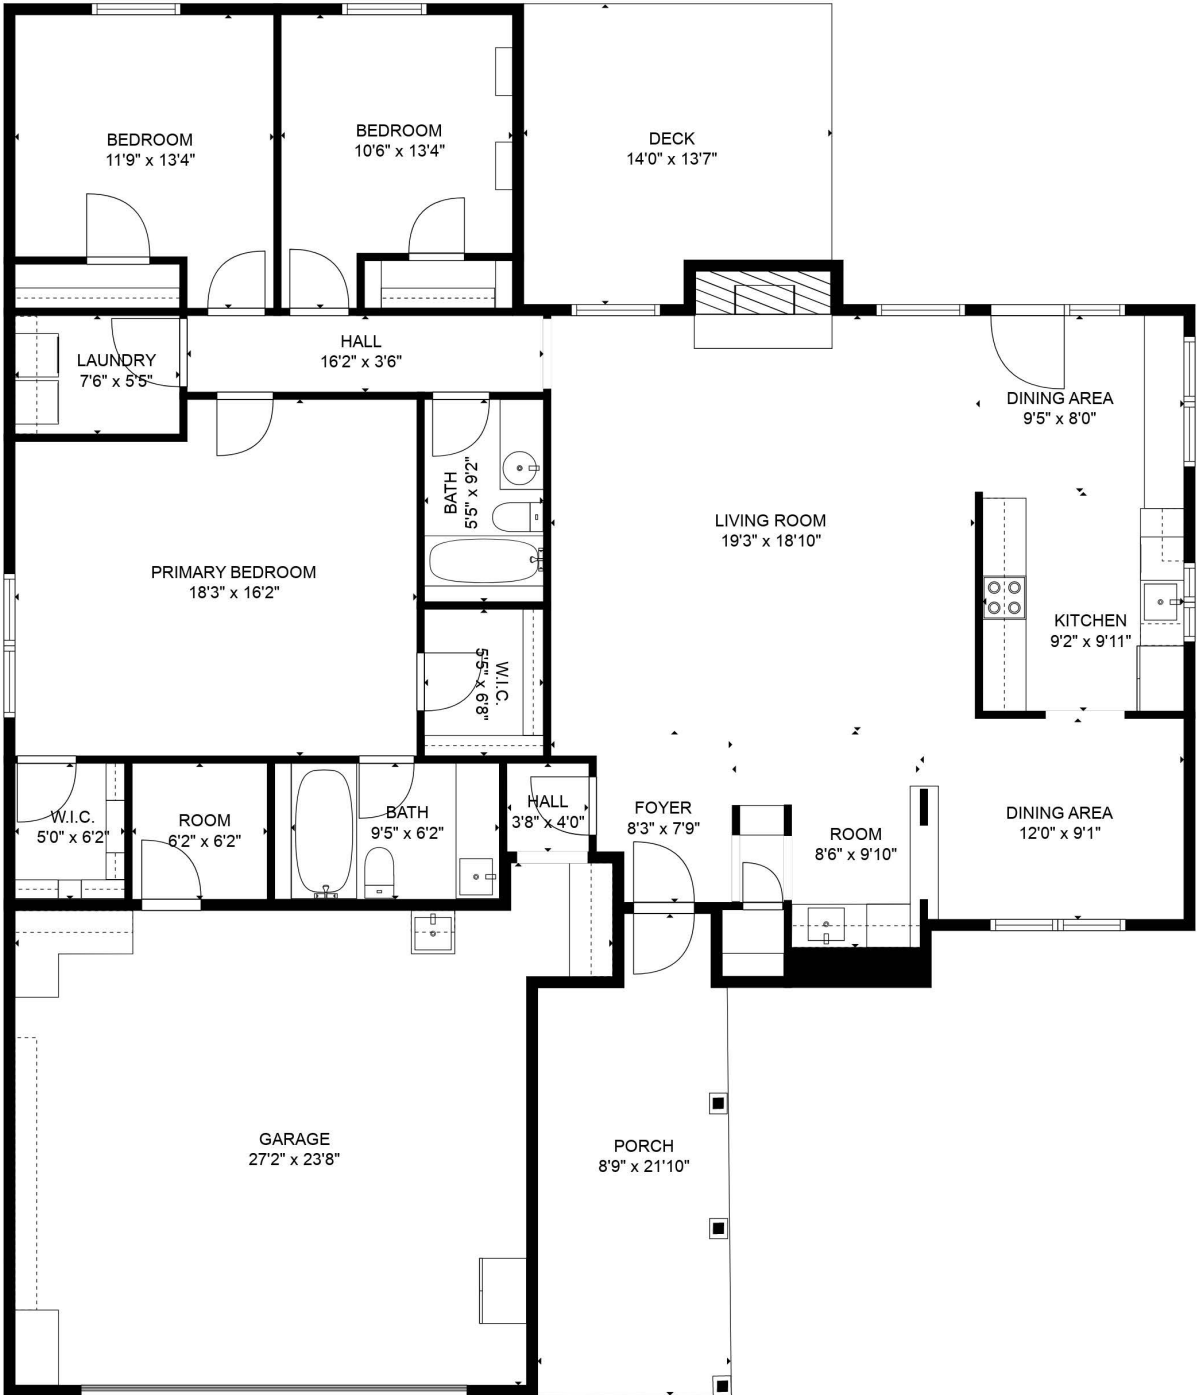 BEDROOM
11'9" x 13'4"
BEDROOM
10'6" x 13'4"
DECK
14'0" x 13'7"
LAUNDRY
7'6" x 5'5"
HALL
16'2" x 3'6"
DINING AREA
9'5" x 8'0"
BATH
5'5" x 9'2"
LIVING ROOM
19'3" x 18'10"
PRIMARY BEDROOM
18'3" x 16'2"
KITCHEN
9'2" x 9'11"
W.I.C.
5'5" x 6'8"
W.I.C.
5'0" x 6'2"
ROOM
6'2" x 6'2"
BATH
9'5" x 6'2"
HALL
3'8" x 4'0"
FOYER
8'3" x 7'9"
ROOM
8'6" x 9'10"
DINING AREA
12'0" x 9'1"
GARAGE
27'2" x 23'8"
PORCH
8'9" x 21'10"